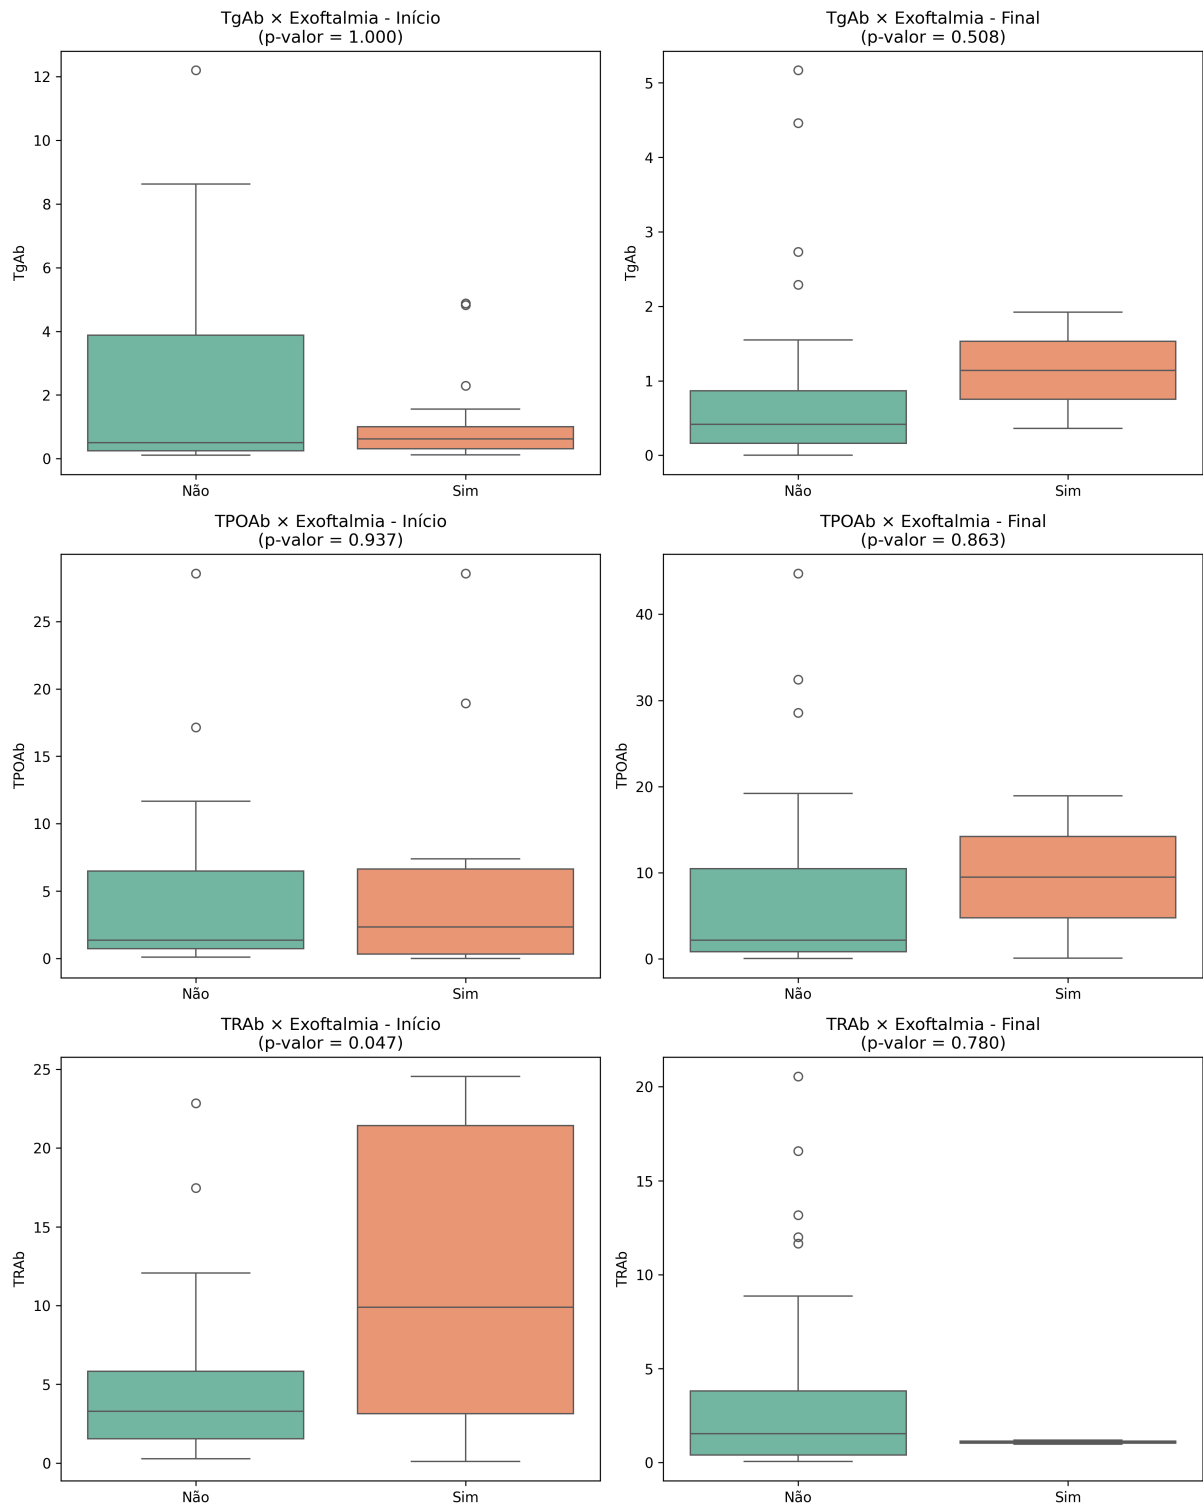 TgAb × Exoftalmia - Início
(p-valor = 1.000)
TgAb
12
10
8
6
4
2
0
Não
Sim
TgAb × Exoftalmia - Final
(p-valor = 0.508)
TgAb
5
4
3
2
1
0
Não
Sim
TPOAb × Exoftalmia - Início
(p-valor = 0.937)
TPOAb
25
20
15
10
5
0
Não
Sim
TPOAb × Exoftalmia - Final
(p-valor = 0.863)
TPOAb
40
30
20
10
0
Não
Sim
TRAb × Exoftalmia - Início
(p-valor = 0.047)
TRAb
25
20
15
10
5
0
Não
Sim
TRAb × Exoftalmia - Final
(p-valor = 0.780)
TRAb
20
15
10
5
0
Não
Sim